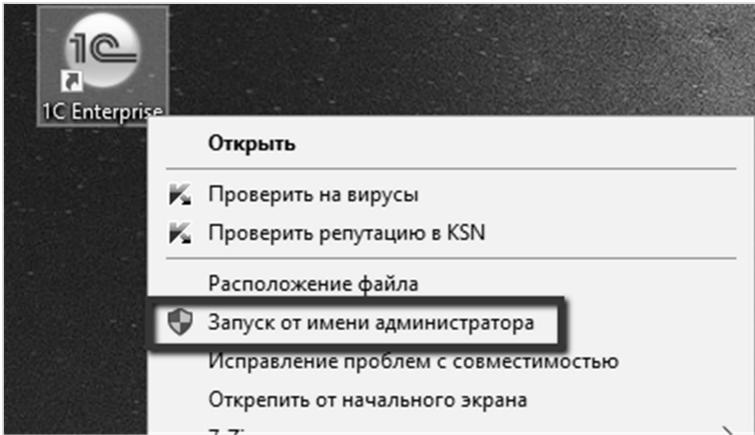 1C
1C Enterprise
Открыть
Проверить на вирусы
Проверить репутацию в KSN
Расположение файла
Запуск от имени администратора
Исправление проблем с совместимостью
Открепить от начального экрана